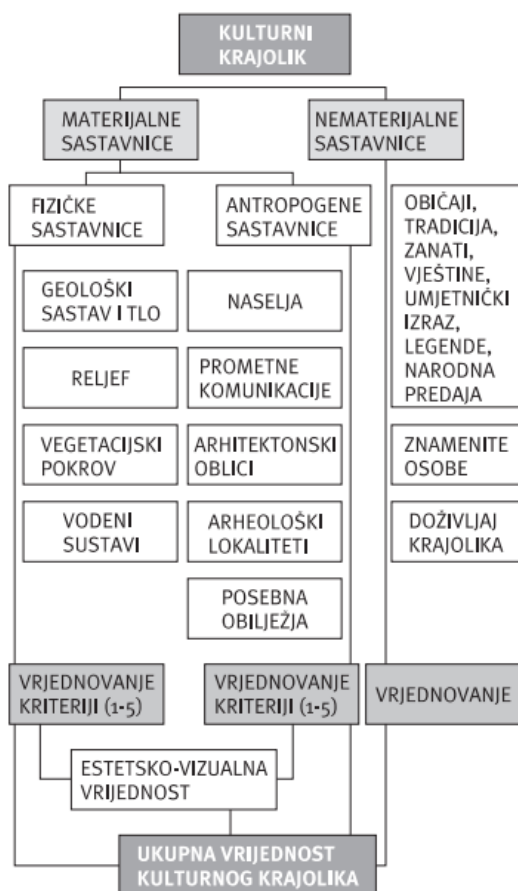 KULTURNI
KRAJOLIK
MATERIJALNE
SASTAVNICE
NEMATERIJALNE
SASTAVNICE
FIZIČKE
SASTAVNICE
ANTROPOGENE
SASTAVNICE
OBIČAJI,
TRADICIJA,
ZANATI,
VJEŠTINE,
UMJETNIČKI
IZRAZ,
LEGENDE,
NARODNA
PREDAJA
GEOLOŠKI
SASTAV I TLO
NASELJA
RELJEF
PROMETNE
KOMUNIKACIJE
VEGETACIJSKI
POKROV
ARHITEKTONSKI
OBLICI
ZNAMENITE
OSOBE
VODENI
SUSTAVI
ARHEOLOŠKI
LOKALITETI
DOŽIVLJAJ
KRAJOLIKA
POSEBNA
OBILJEŽJA
VRJEDNOVANJE
KRITERIJI (1-5)
VRJEDNOVANJE
KRITERIJI (1-5)
VRJEDNOVANJE
ESTETSKO-VIZUALNA
VRIJEDNOST
UKUPNA VRIJEDNOST
KULTURNOG KRAJOLIKA